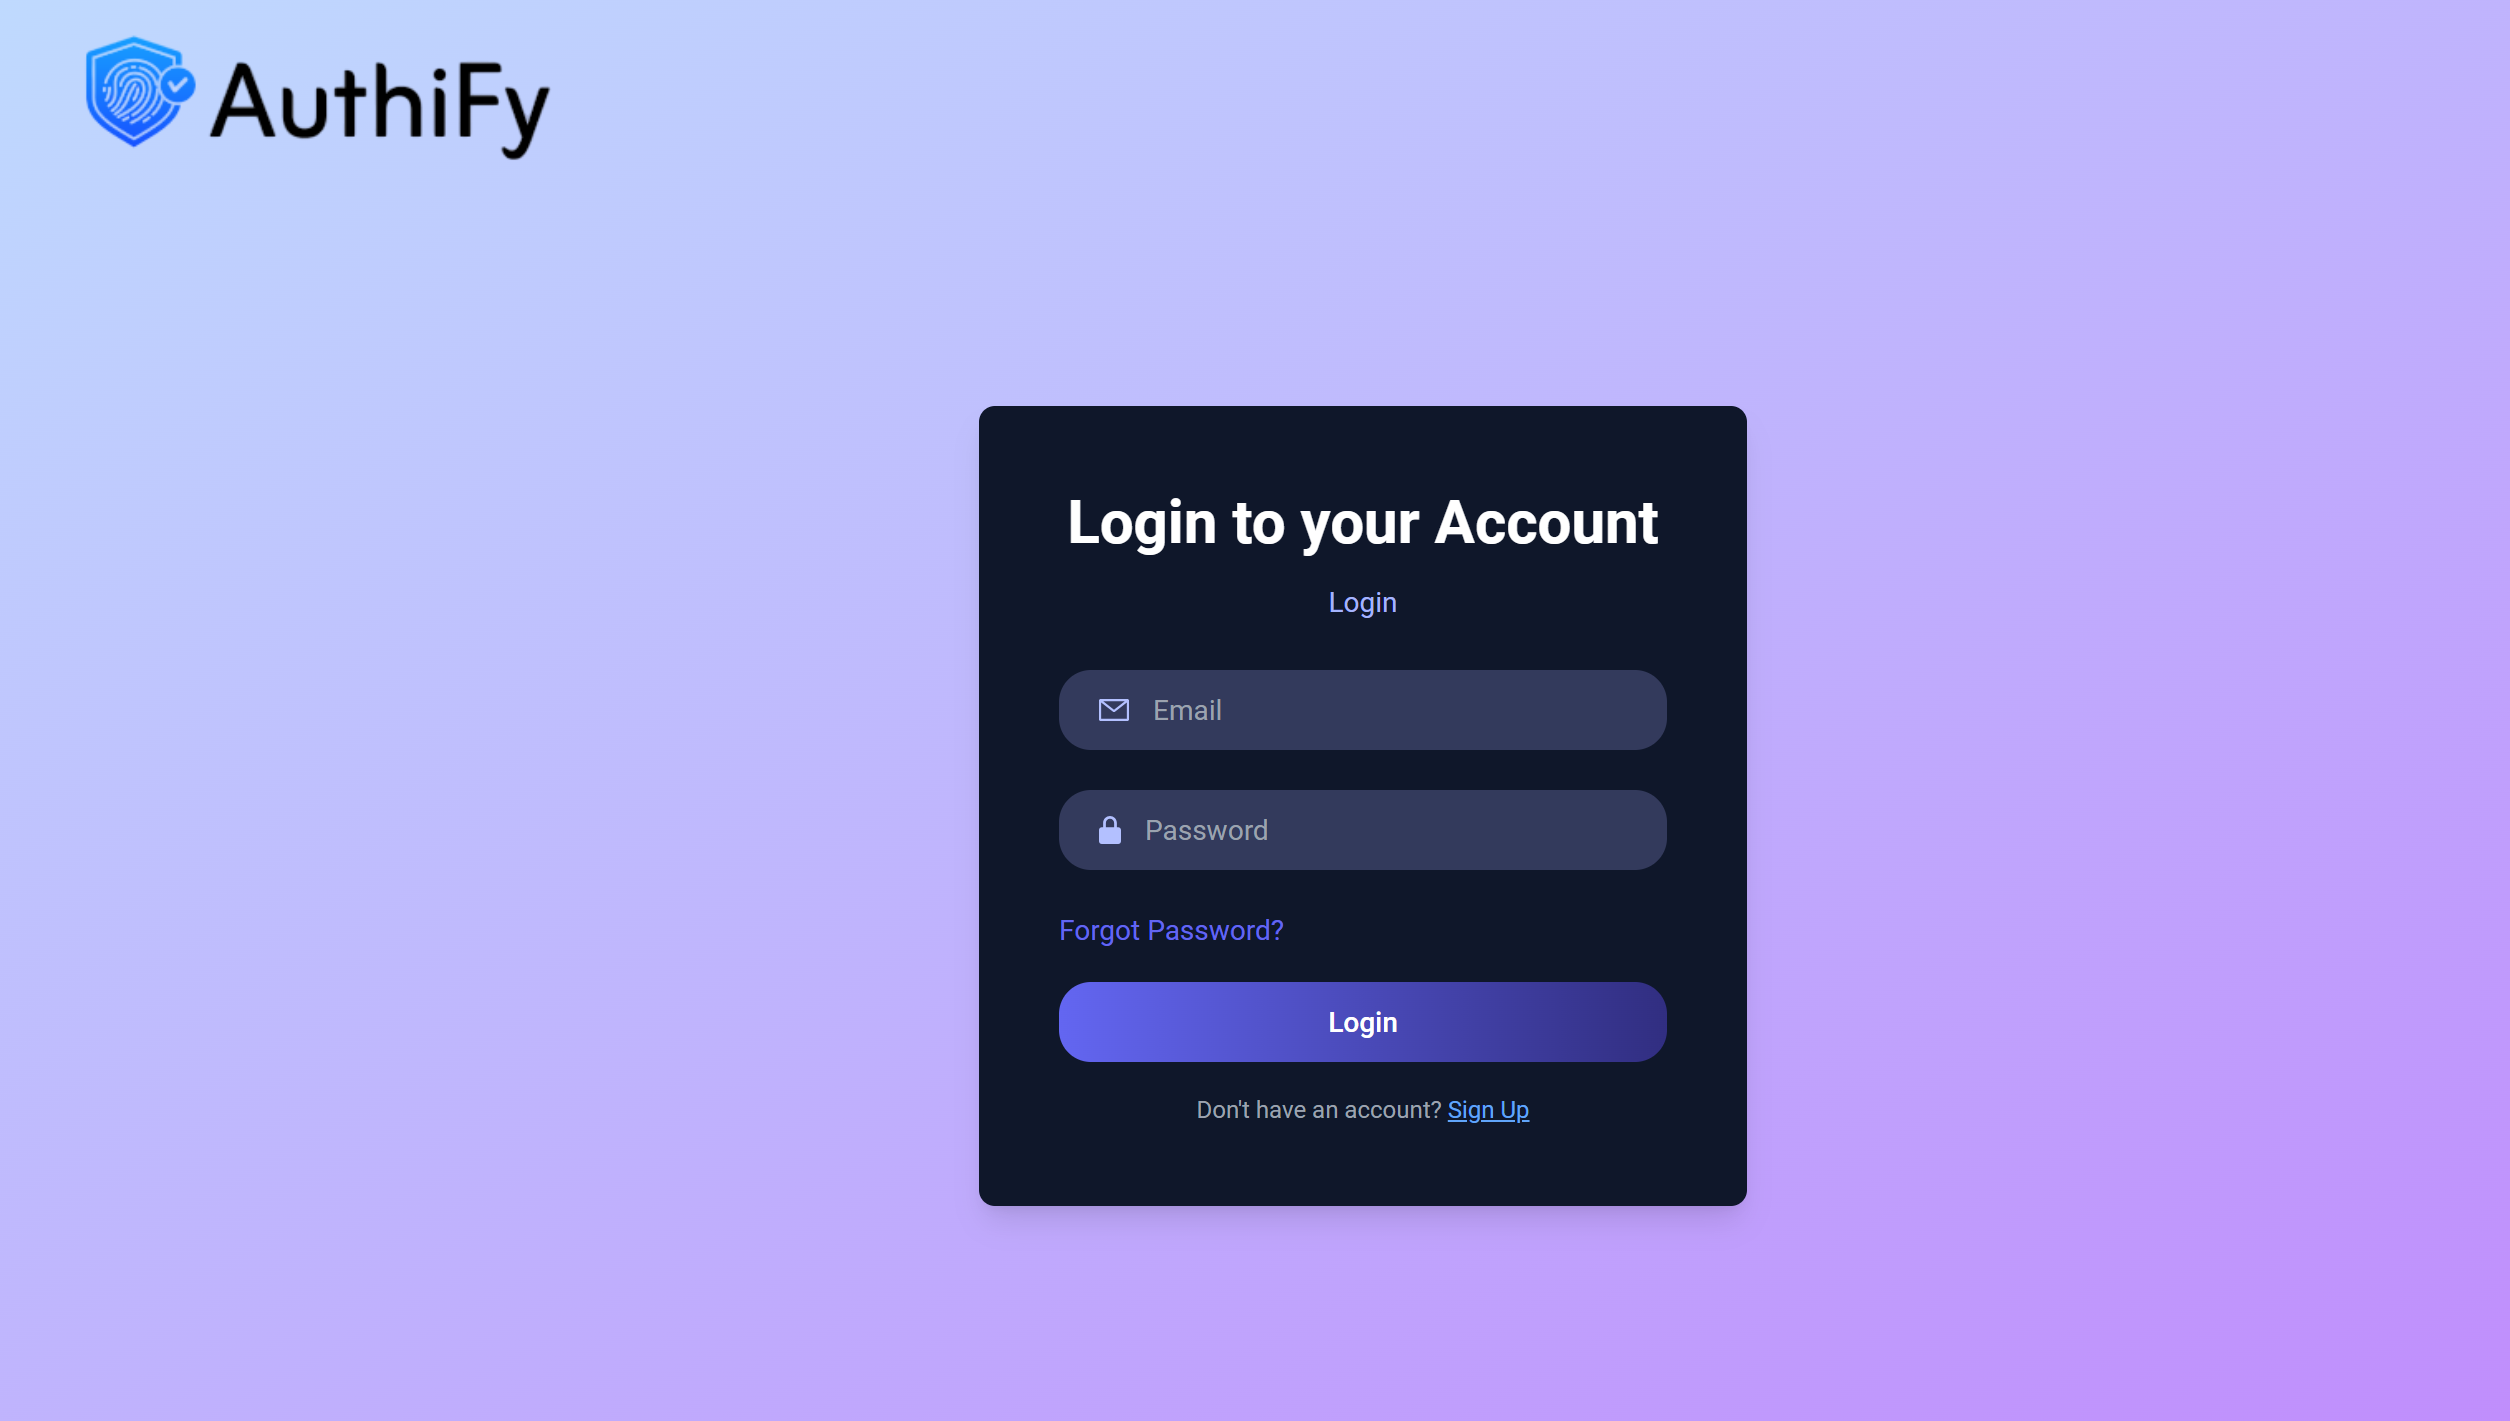 AuthiFy
Login to your Account
Login
Email
Password
Forgot Password?
Login
Don't have an account? Sign Up